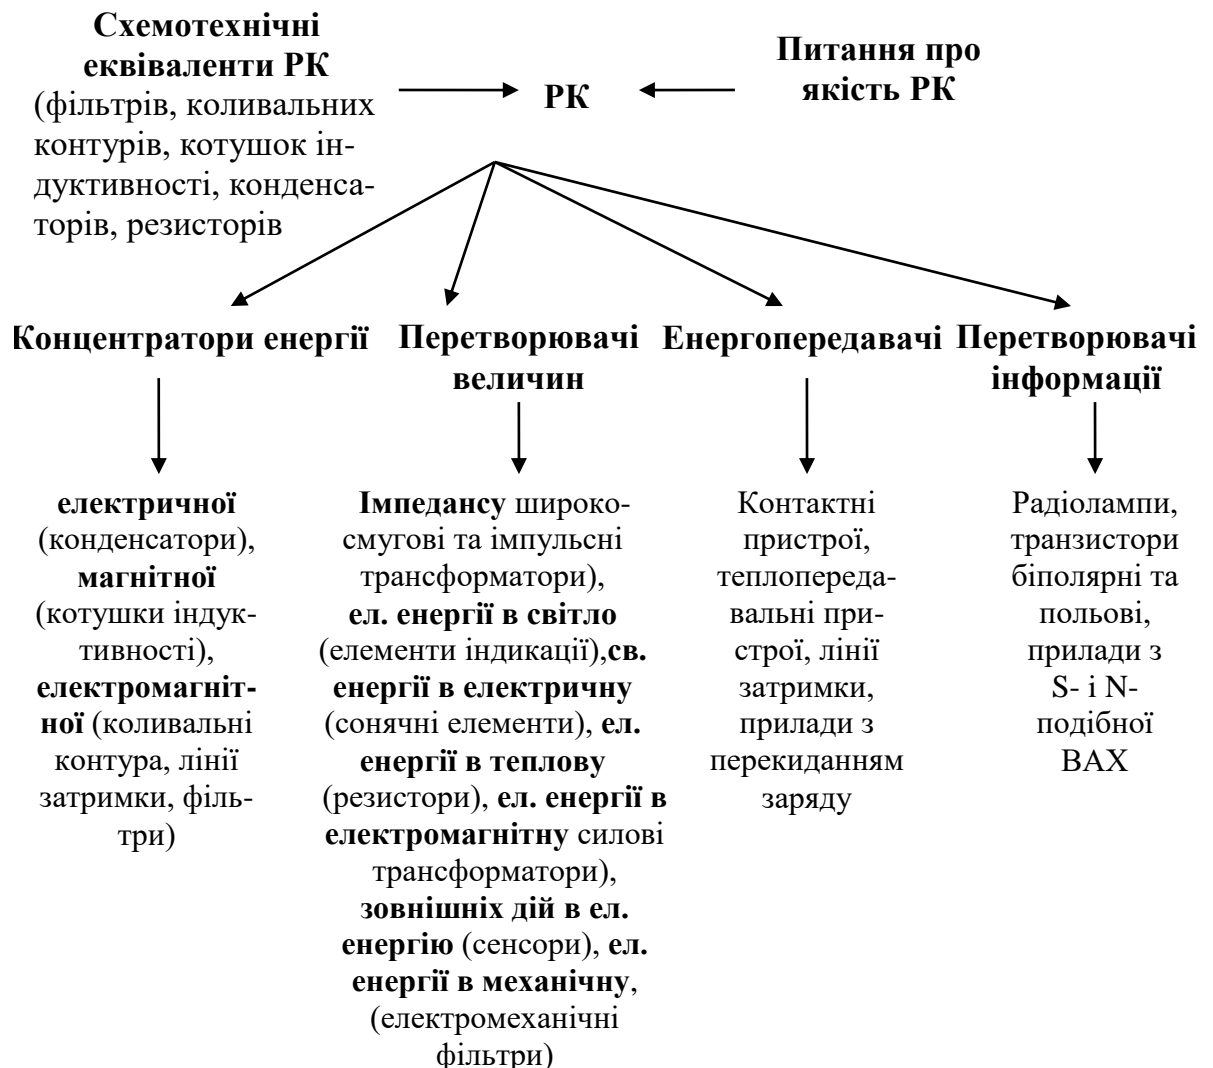 Схемотехнічні
еквіваленти РК
(фільтрів, коливальних
контурів, котушок ін-
дуктивності, конденса-
торів, резисторів
РК
Питання про
якість РК
Концентратори енергії
Перетворювачі
величин
Енергопередавачі
Перетворювачі
інформації
електричної
(конденсатори),
магнітної
(котушки індук-
тивності),
електромагніт-
ної (коливальні
контура, лінії
затримки, філь-
три)
Імпедансу широко-
смугові та імпульсні
трансформатори),
ел. енергії в світло
(елементи індикації),св.
енергії в електричну
(сонячні елементи), ел.
енергії в теплову
(резистори), ел. енергії в
електромагнітну силові
трансформатори),
зовнішніх дій в ел.
енергію (сенсори), ел.
енергії в механічну,
(електромеханічні
фільтри)
Контактні
пристрої,
теплопереда-
вальні при-
строї, лінії
затримки,
прилади з
перекиданням
заряду
Радіолампи,
транзистори
біполярні та
польові,
прилади з
S- і N-
подібної
ВАХ